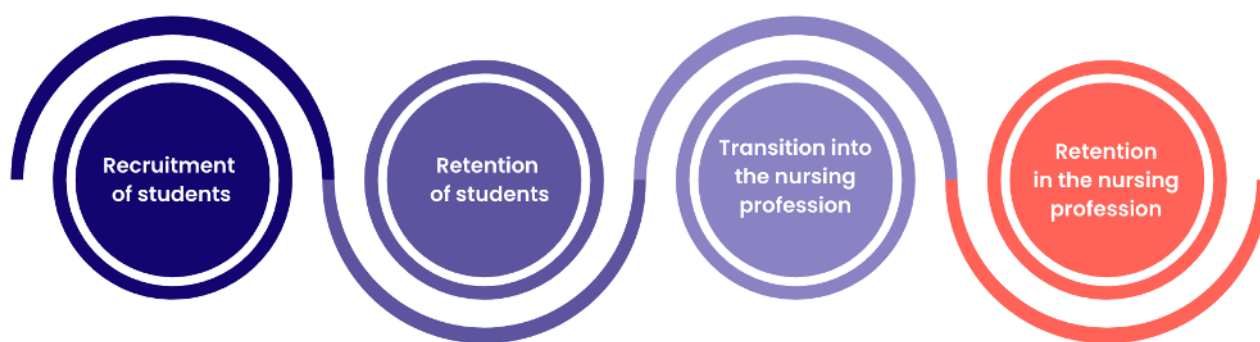 Recruitment
of students
Retention
of students
Transition into
the nursing
profession
Retention
in the nursing
profession